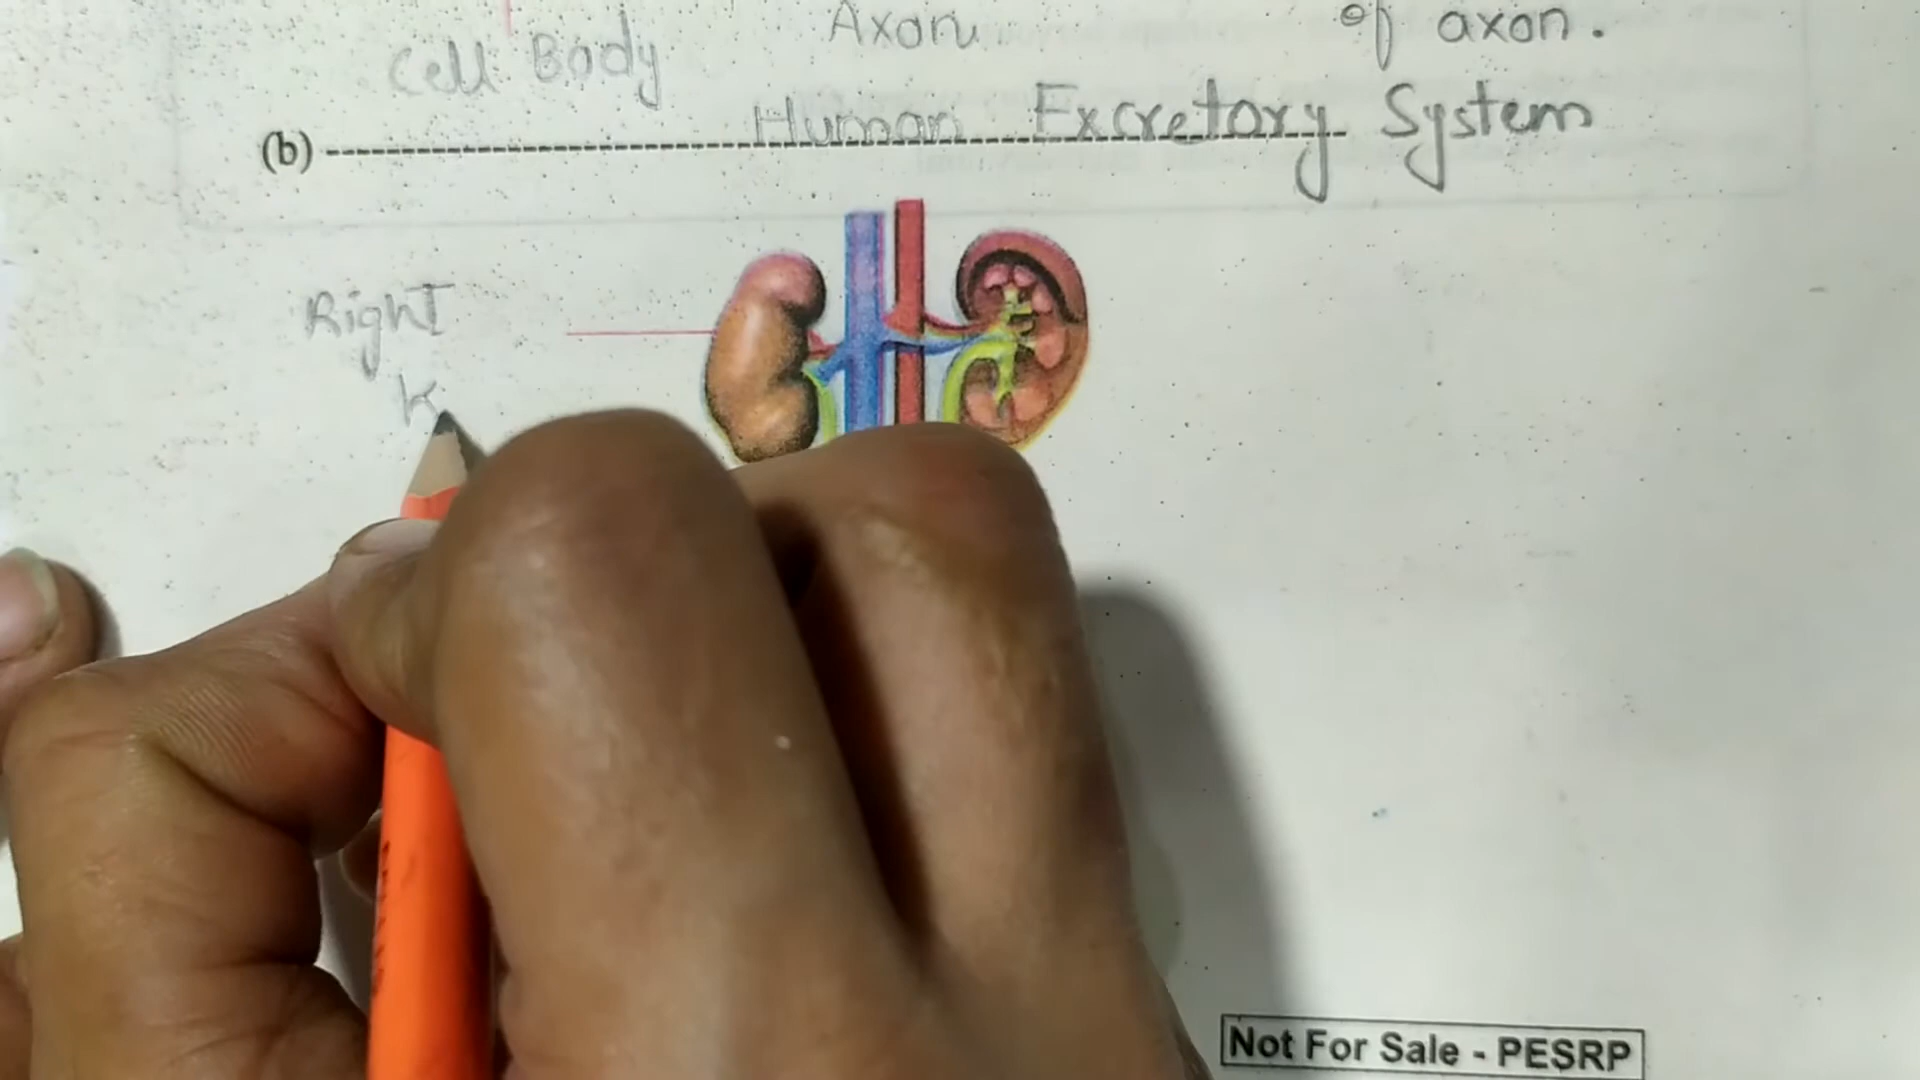 Axon
of axon.
Cell Body
(b) Human Excretory System
Right
K
Not For Sale - PESRP